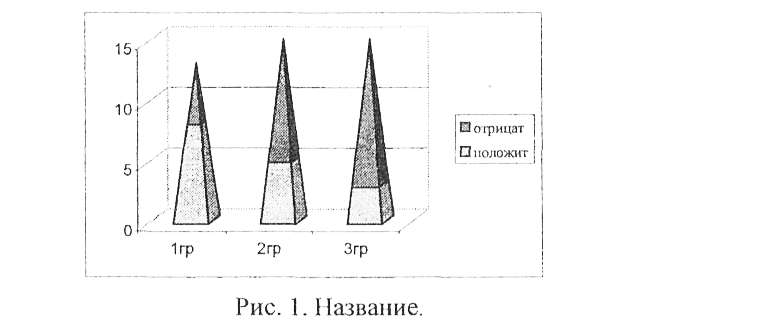 15
10
5
0
1гр 2гр 3гр
отрицат
положит
Рис. 1. Название.